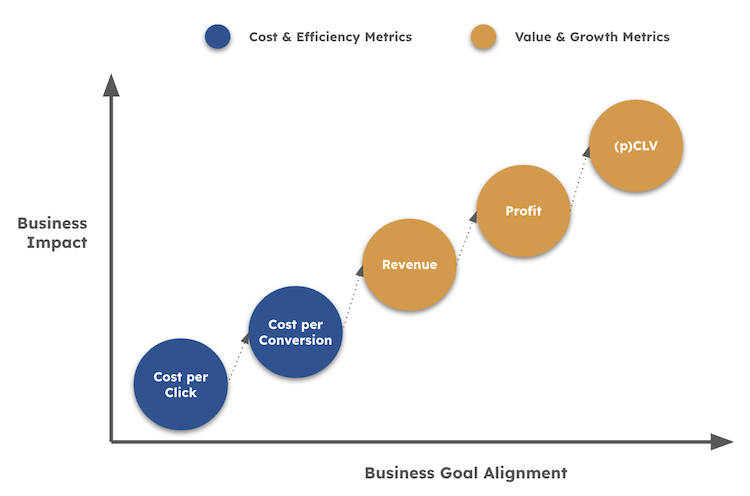 Cost & Efficiency Metrics
Value & Growth Metrics
Business
Impact
(p)CLV
Profit
Revenue
Cost per
Conversion
Cost per
Click
Business Goal Alignment